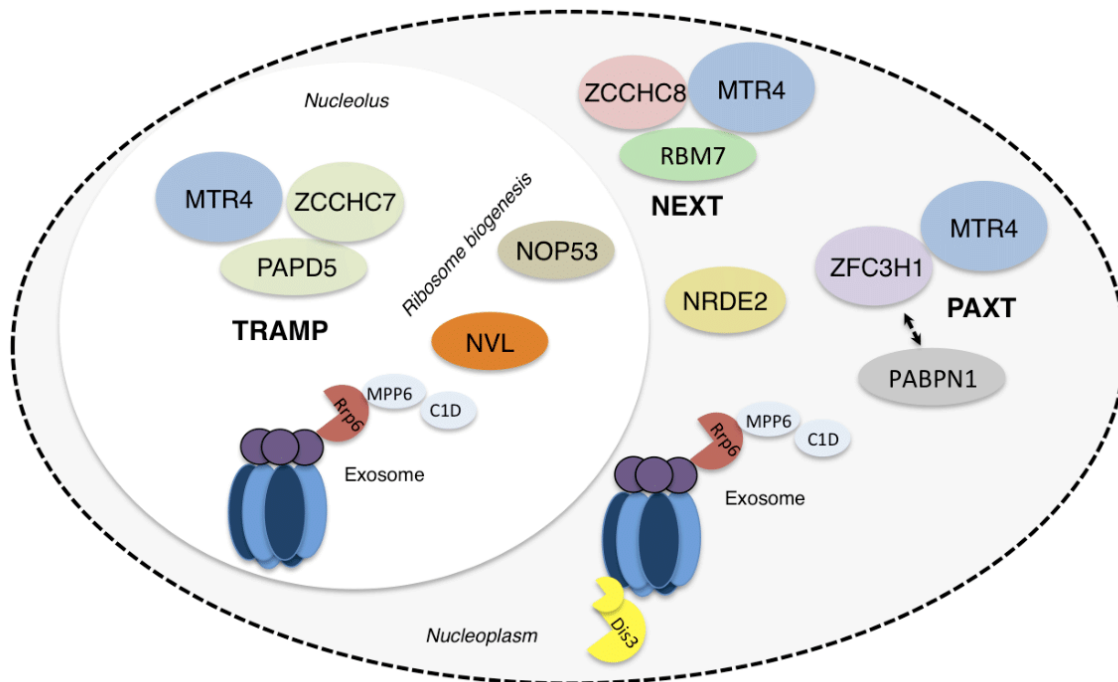 Nucleolus
MTR4
ZCCHC7
PAPD5
TRAMP
Ribosome biogenesis
NOP53
NVL
Rrp6
MPP6
C1D
Exosome
ZCCHC8
MTR4
RBM7
NEXT
MTR4
ZFC3H1
PAXT
NRDE2
PABPN1
Rrp6
MPP6
C1D
Exosome
Dis3
Nucleoplasm